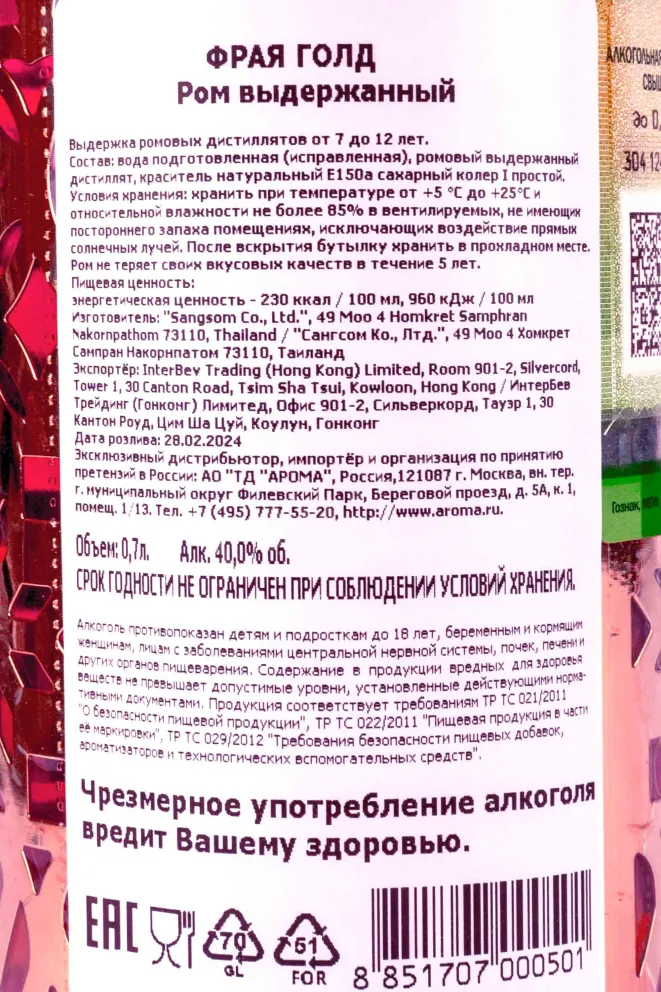 ФРАЯ ГОЛД
Ром выдержанный
Выдержка ромовых дистиллятов от 7 до 12 лет.
Состав: вода подготовленная (исправленная), ромовый выдержанный
дистиллят, краситель натуральный Е150а сахарный колер I простой.
Условия хранения: хранить при температуре от +5 °С до +25°С и
относительной влажности не более 85% в вентилируемых, не имеющих
постороннего запаха помещениях, исключающих воздействие прямых
солнечных лучей. После вскрытия бутылку хранить в прохладном месте.
Ром не теряет своих вкусовых качеств в течение 5 лет.
Пищевая ценность:
энергетическая ценность - 230 ккал / 100 мл, 960 кДж / 100 мл
Изготовитель: "Sangsom Co., Ltd.", 49 Moo 4 Homkret Samphran
Nakornpathom 73110, Thailand / "Сангсом Ко., Лтд.", 49 Моо 4 Хомкрет
Сампран Накорнпатом 73110, Таиланд
Экспортёр: InterBev Trading (Hong Kong) Limited, Room 901-2, Silvercord,
Tower 1, 30 Canton Road, Tsim Sha Tsui, Kowloon, Hong Kong / ИнтерБев
Трейдинг (Гонконг) Лимитед, Офис 901-2, Сильверкорд, Тауэр 1, 30
Кантон Роуд, Цим Ша Цуй, Коулун, Гонконг
Дата розлива: 28.02.2024
Эксклюзивный дистрибьютор, импортёр и организация по принятию
претензий в России: АО "ТД "АРОМА", Россия,121087 г. Москва, вн. тер.
г. муниципальный округ Филевский Парк, Береговой проезд, д. 5А, к. 1,
помещ. 1/13. Тел. +7 (495) 777-55-20, http://www.aroma.ru.
Объем: 0,7л. Алк. 40,0% об.
СРОК ГОДНОСТИ НЕ ОГРАНИЧЕН ПРИ СОБЛЮДЕНИИ УСЛОВИЙ ХРАНЕНИЯ.
Алкоголь противопоказан детям и подросткам до 18 лет, беременным и кормящим
женщинам, лицам с заболеваниями центральной нервной системы, почек, печени и
других органов пищеварения. Содержание в продукции вредных для здоровья
веществ не превышает допустимые уровни, установленные действующими норма-
тивными документами. Продукция соответствует требованиям ТР ТС 021/2011
"О безопасности пищевой продукции", ТР ТС 022/2011 "Пищевая продукция в части
её маркировки", ТР ТС 029/2012 "Требования безопасности пищевых добавок,
ароматизаторов и технологических вспомогательных средств".
Чрезмерное употребление алкоголя
вредит Вашему здоровью.
ЕАС
70
GL
51
FOR
8 851707 000501
АЛКОГОЛЬНАЯ
СВЫШ
до 0,
304 124
Гознак,